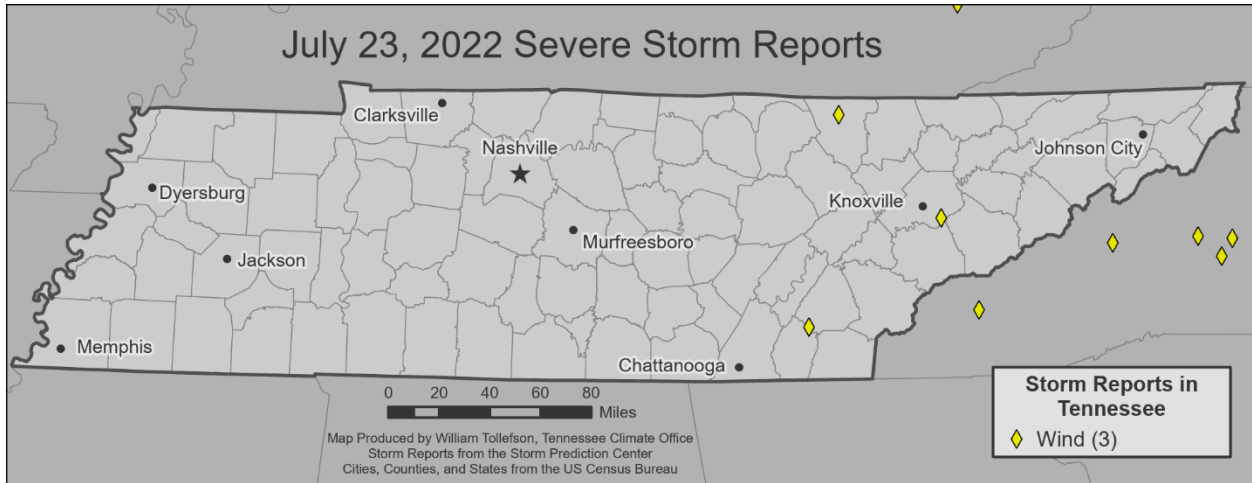 July 23, 2022 Severe Storm Reports
Clarksville
Nashville
Johnson City
Dyersburg
Knoxville
Murfreesboro
Jackson
Memphis
Chattanooga
0 20 40 60 80
Miles
Map Produced by William Tollefson, Tennessee Climate Office
Storm Reports from the Storm Prediction Center
Cities, Counties, and States from the US Census Bureau
Storm Reports in
Tennessee
Wind (3)